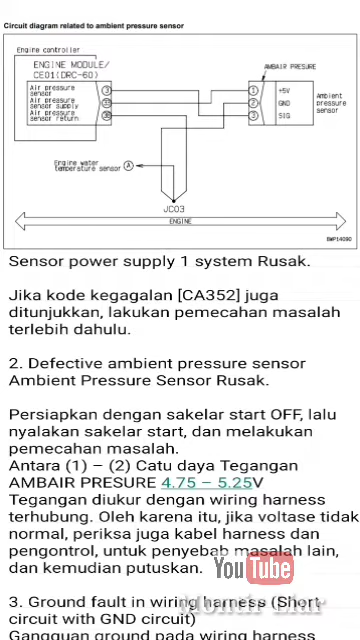 Circuit diagram related to ambient pressure sensor
Engine controller
ENGINE MODULE/
CE01(DRC-60)
AMBAIR PRESURE
Air pressure
sensor
3
1
+5V
Ambient
pressure
sensor
Air pressure
sensor supply
2
GND
Air pressure
sensor return
3
SIG
Engine water
temperature sensor
A
JC03
ENGINE
BWP14090
Sensor power supply 1 system Rusak.
Jika kode kegagalan [CA352] juga
ditunjukkan, lakukan pemecahan masalah
terlebih dahulu.
2. Defective ambient pressure sensor
Ambient Pressure Sensor Rusak.
Persiapkan dengan sakelar start OFF, lalu
nyalakan sakelar start, dan melakukan
pemecahan masalah.
Antara (1) – (2) Catu daya Tegangan
AMBAIR PRESURE 4.75 – 5.25V
Tegangan diukur dengan wiring harness
terhubung. Oleh karena itu, jika voltase tidak
normal, periksa juga kabel harness dan
pengontrol, untuk penyebab masalah lain,
dan kemudian putuskan.
YouTube
3. Ground fault in wiring harness (Short
circuit with GND circuit)
Gangguan ground pada wiring harness